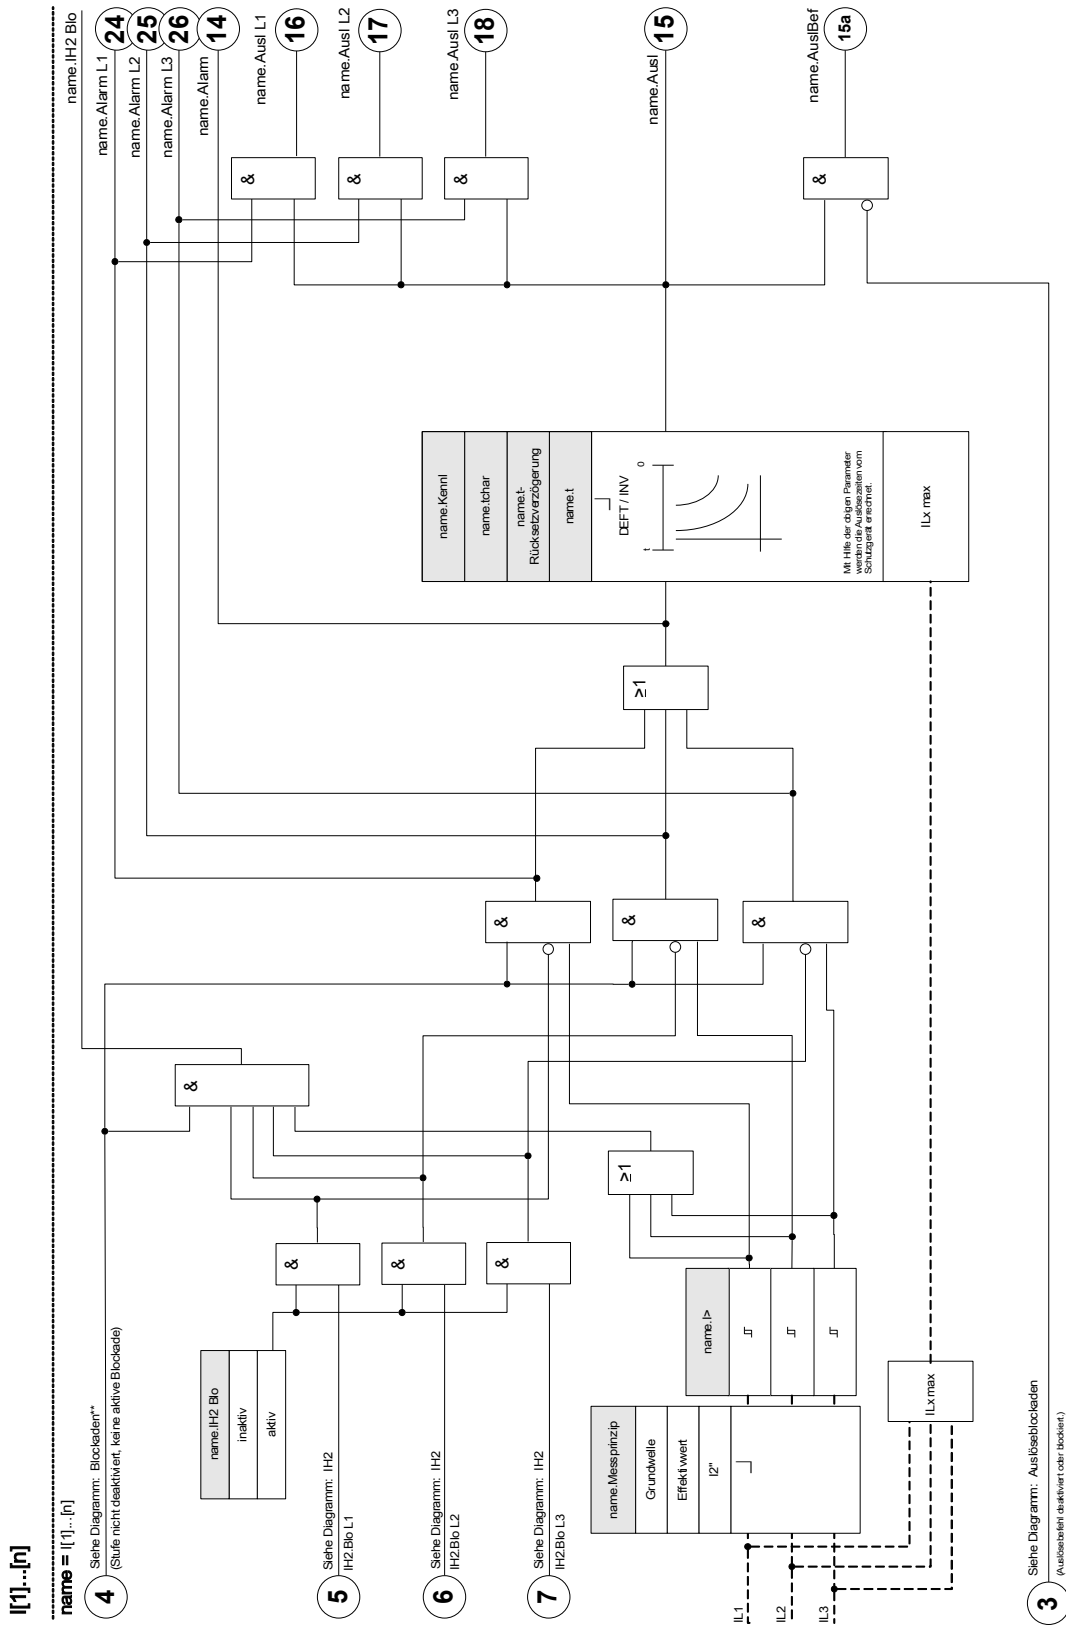 I[1]...[n]
name = I[1]...[n]
4
Siehe Diagramm: Blockaden**
(Stufe nicht deaktiviert, keine aktive Blockade)
name.IH2 Blo
inaktiv
aktiv
5
Siehe Diagramm: IH2
IH2.Blo L1
6
Siehe Diagramm: IH2
IH2.Blo L2
7
Siehe Diagramm: IH2
IH2.Blo L3
&
&
&
&
name.Messprinzip
Grundwelle
Effektivwert
I2"
IL1
IL2
IL3
name.I>
ILx max
≥1
&
&
&
≥1
name.Kennl
name.tchar
name.t-
Rücksetzverzögerung
name.t
DEFT / INV
t
0
Mit Hilfe der obigen Parameter
werden die Auslösezeiten vom
Schutzgerät errechnet.
ILx max
&
&
&
&
name.IH2 Blo
name.Alarm L1
24
name.Alarm L2
25
name.Alarm L3
26
name.Alarm
14
name.Ausl L1
16
name.Ausl L2
17
name.Ausl L3
18
name.Ausl
15
name.AuslBef
15a
3
Siehe Diagramm: Auslöseblockaden
(Auslösebefehl deaktiviert oder blockiert.)